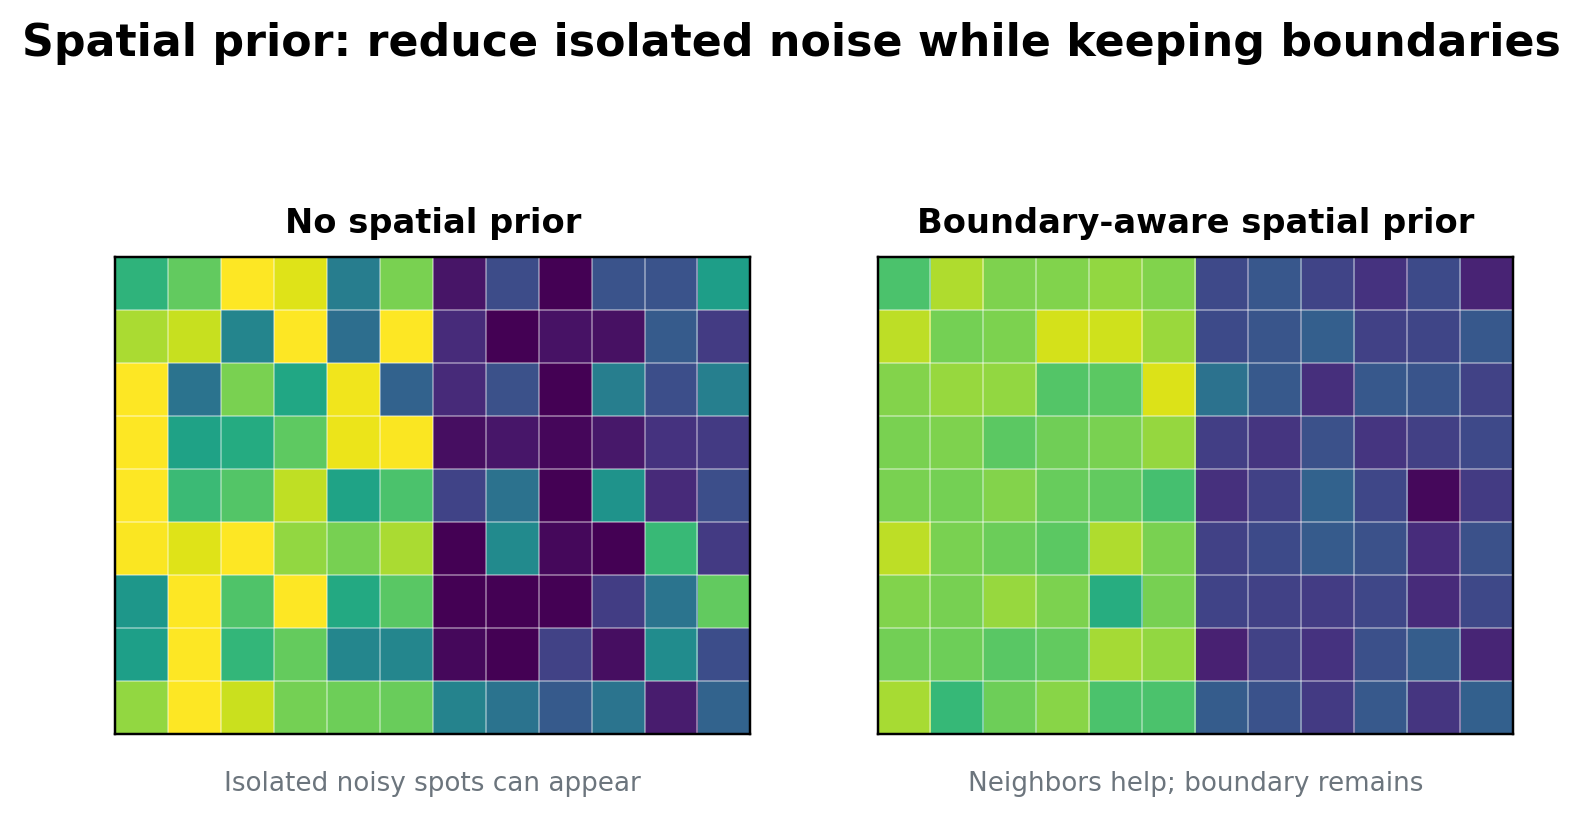 Spatial prior: reduce isolated noise while keeping boundaries
No spatial prior
Boundary-aware spatial prior
Isolated noisy spots can appear
Neighbors help; boundary remains